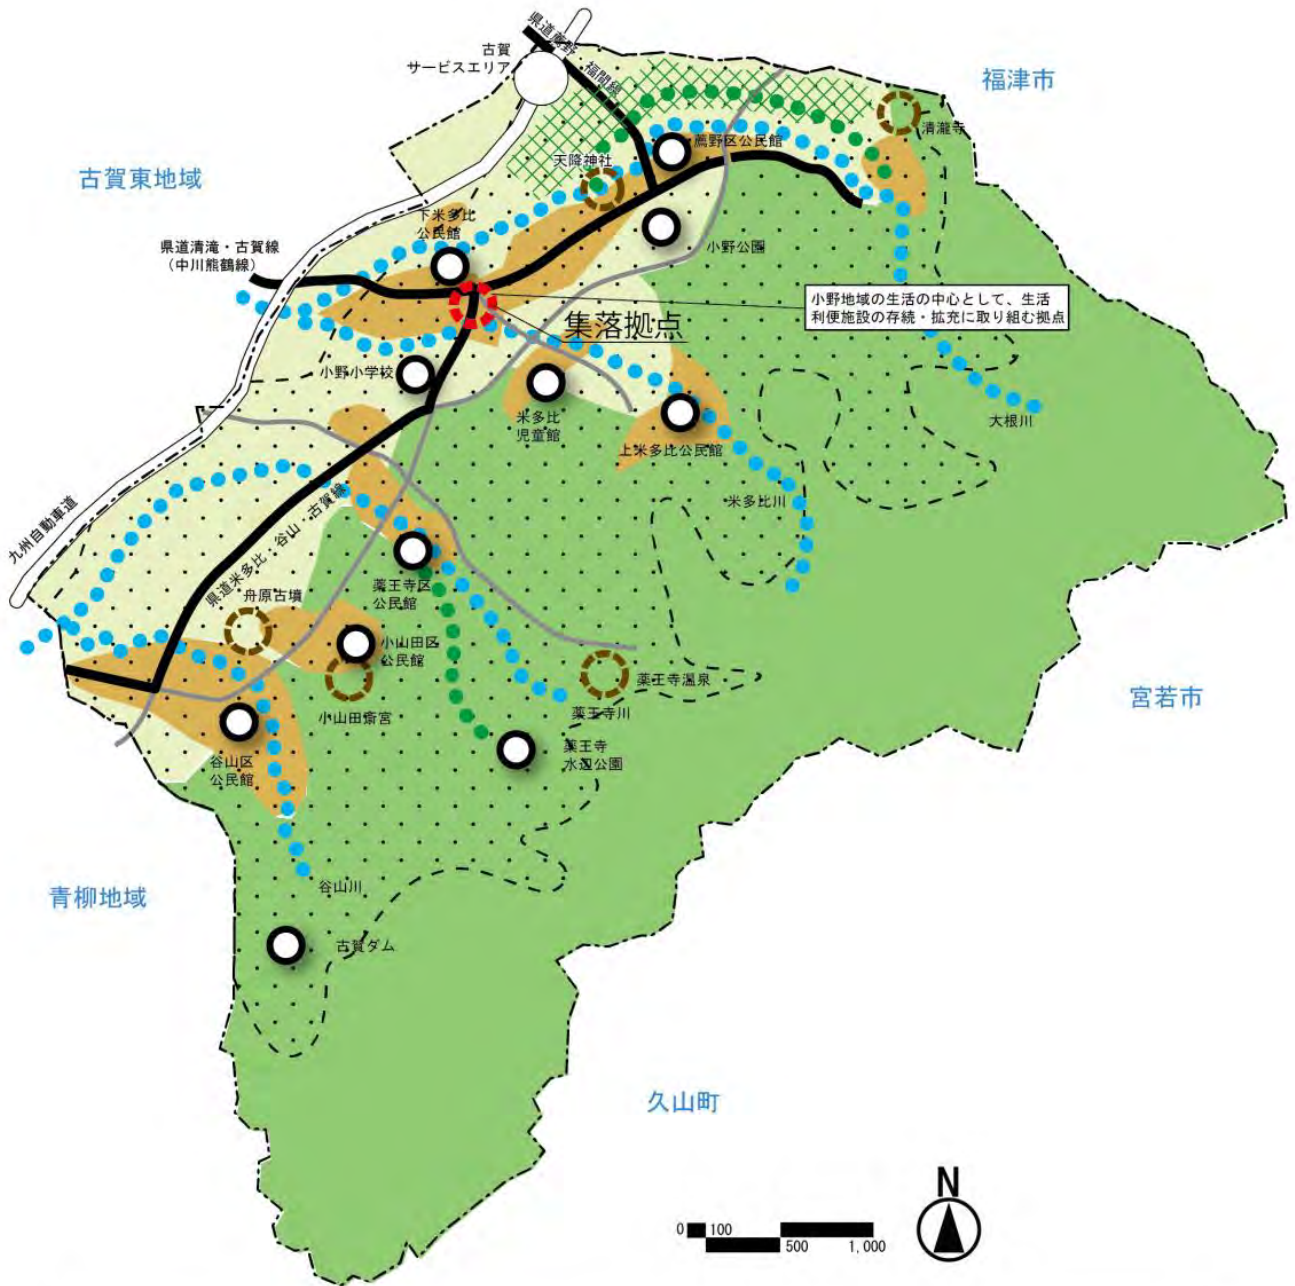 県道薦野・福間線
古賀
サービスエリア
福津市
清瀧寺
薦野区公民館
天降神社
古賀東地域
下米多比
公民館
小野公園
県道清滝・古賀線
（中川熊鶴線）
小野地域の生活の中心として、生活
利便施設の存続・拡充に取り組む拠点
集落拠点
小野小学校
米多比
児童館
大根川
上米多比公民館
米多比川
九州自動車道
県道米多比・谷山・古賀線
薬王寺区
公民館
舟原古墳
小山田区
公民館
薬王寺温泉
宮若市
小山田斎宮
薬王寺川
谷山区
公民館
薬王寺
水辺公園
谷山川
青柳地域
古賀ダム
久山町
N
0 100
500 1,000